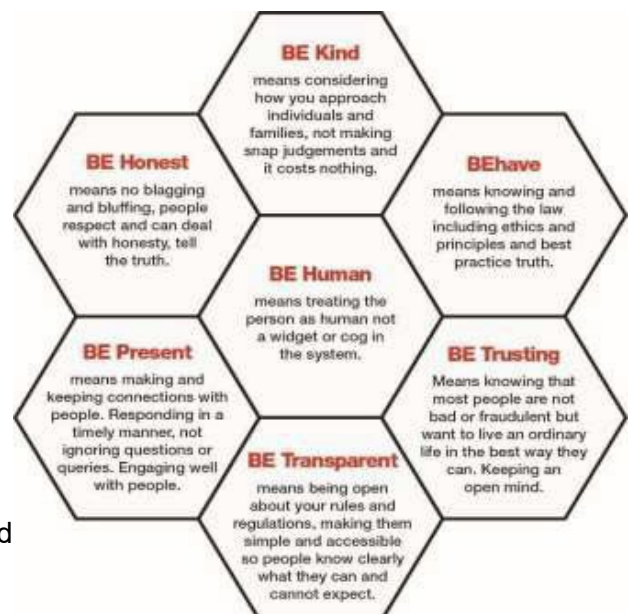 BE Kind
means considering
how you approach
individuals and
families, not making
snap judgements and
it costs nothing.
BE Honest
means no blagging
and bluffing, people
respect and can deal
with honesty, tell
the truth.
BEhave
means knowing and
following the law
including ethics and
principles and best
practice truth.
BE Human
means treating the
person as human not
a widget or cog in
the system.
BE Present
means making and
keeping connections with
people. Responding in a
timely manner, not
ignoring questions or
queries. Engaging well
with people.
BE Trusting
Means knowing that
most people are not
bad or fraudulent but
want to live an ordinary
life in the best way they
can. Keeping an
open mind.
BE Transparent
means being open
about your rules and
regulations, making them
simple and accessible
so people know clearly
what they can and
cannot expect.
d